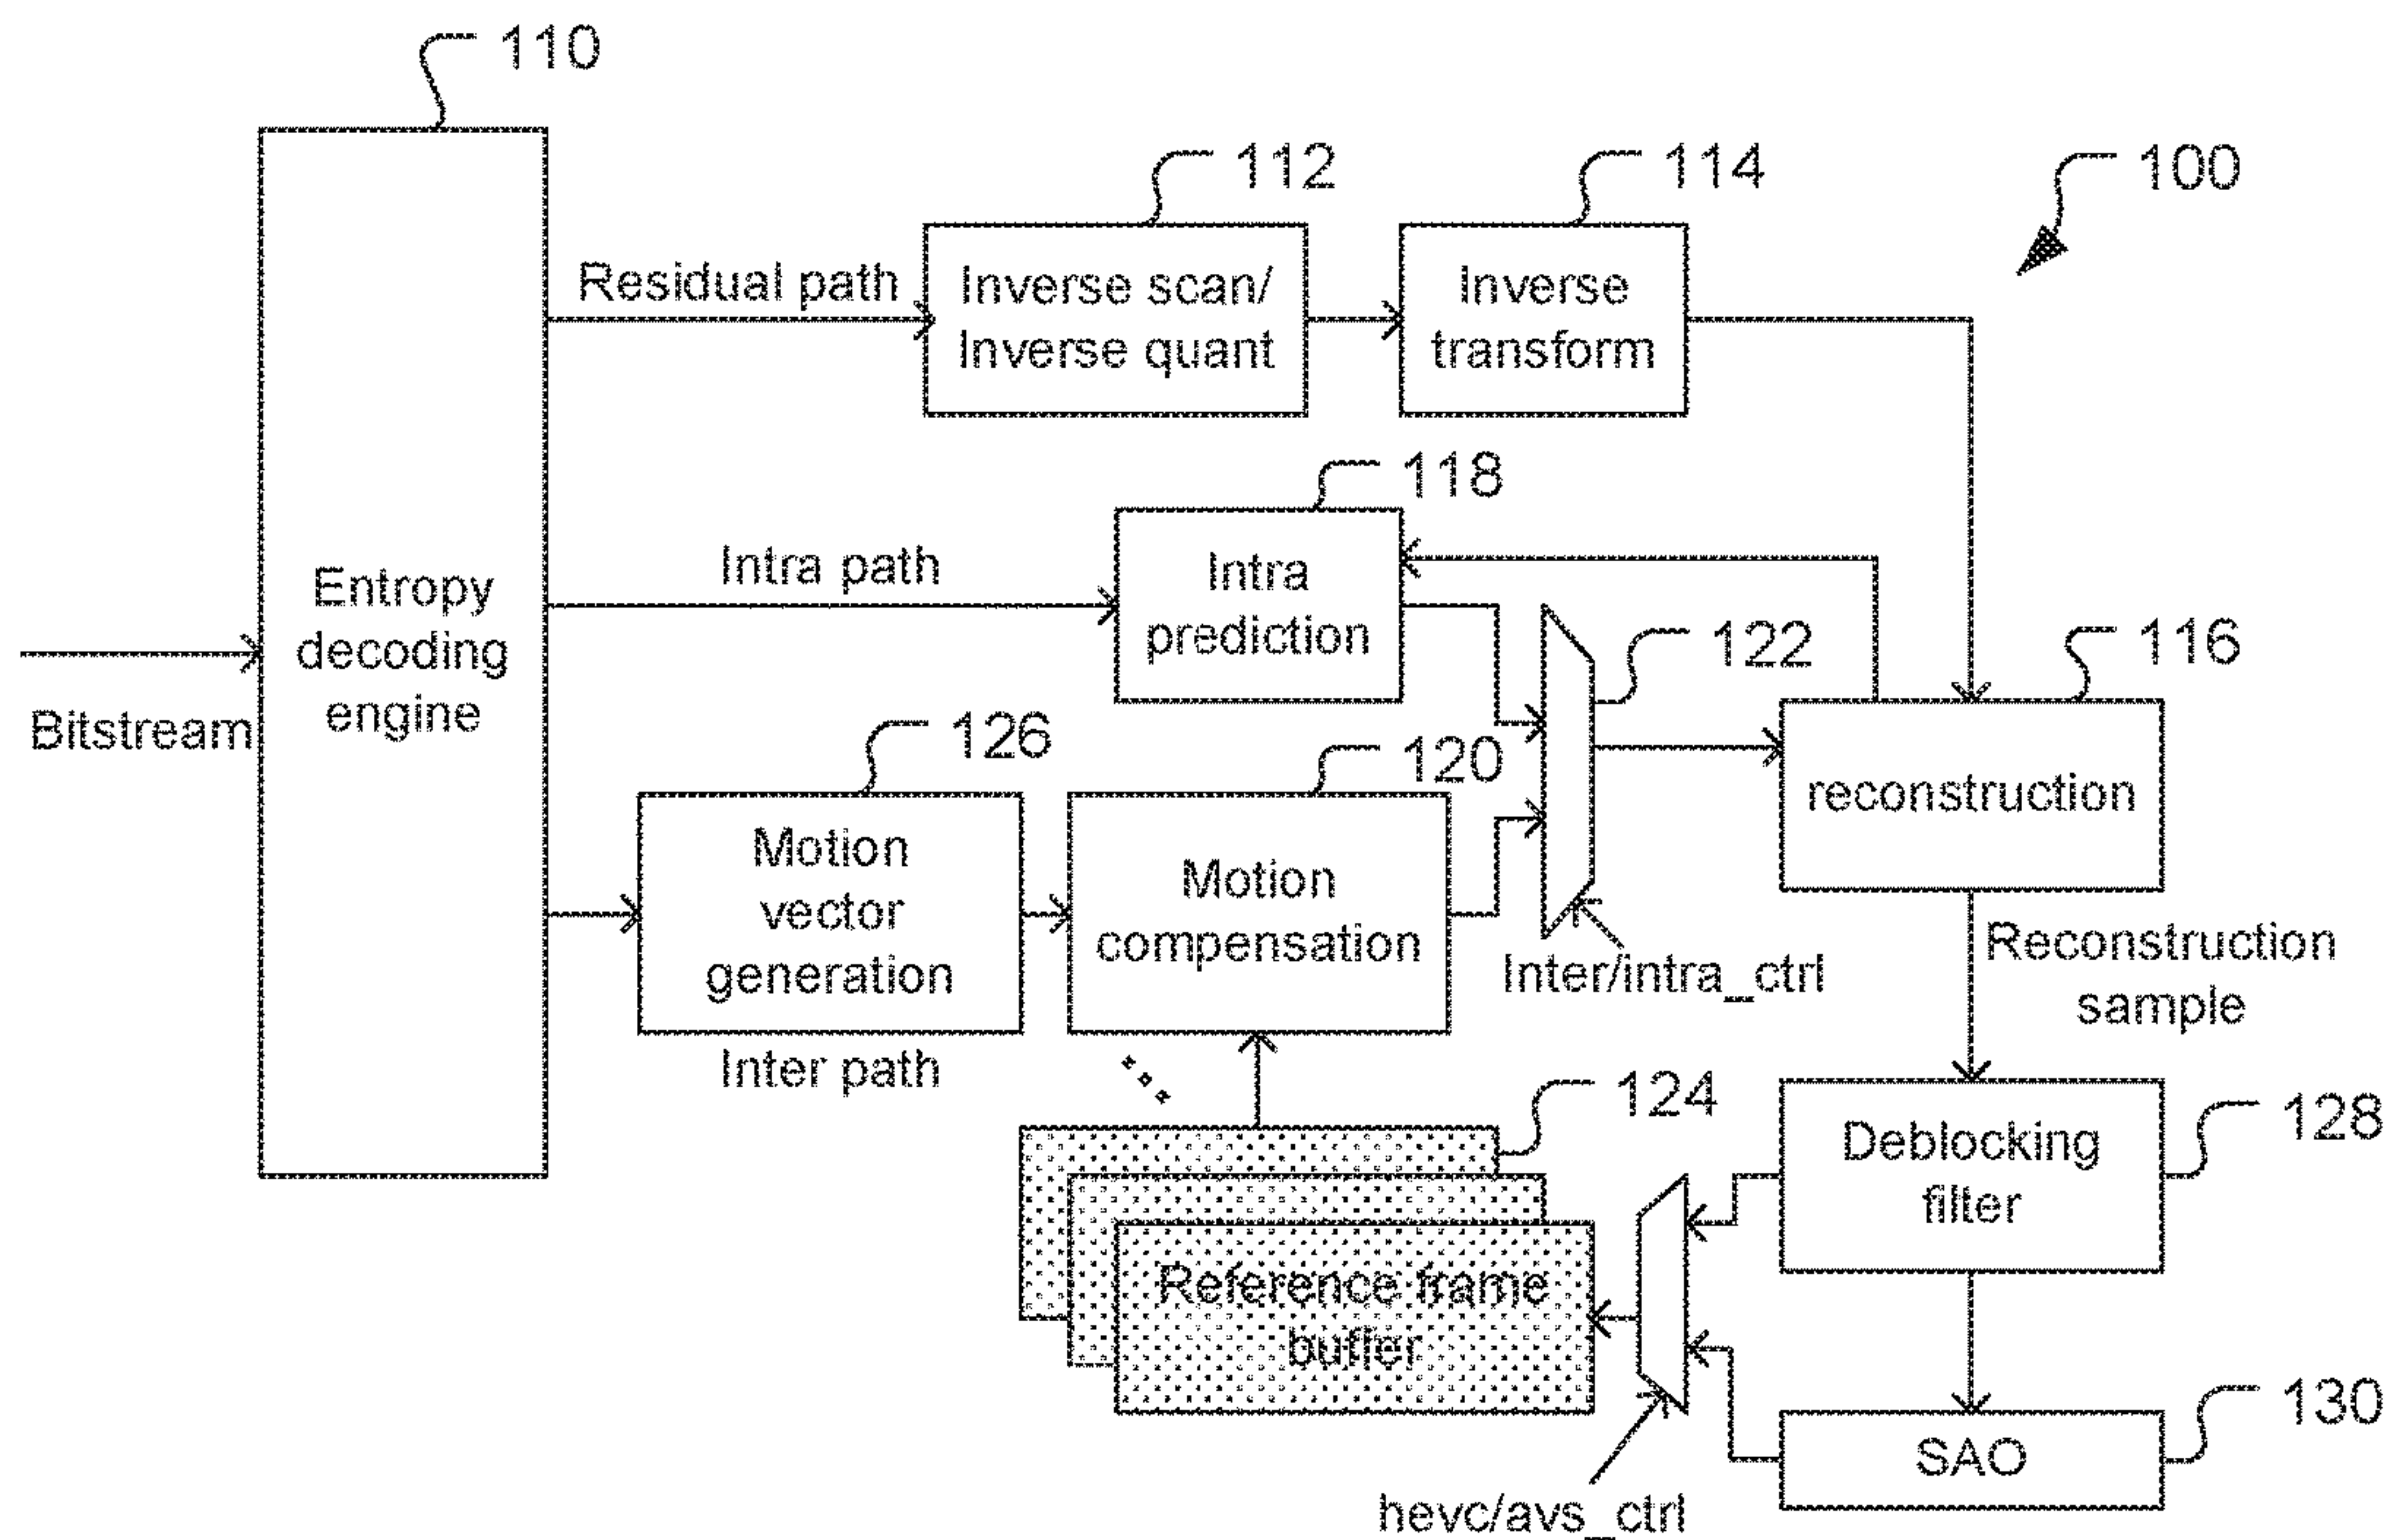 110
112
114
100
Residual path
Inverse scan/
Inverse quant
Inverse
transform
118
Intra path
Intra
prediction
Entropy
decoding
engine
Bitstream
122
116
126
120
reconstruction
Motion
vector
generation
Motion
compensation
Inter/intra_ctrl
Reconstruction
sample
Inter path
124
128
Deblocking
filter
Reference frame
buffer
130
SAO
hevc/avs_ctrl